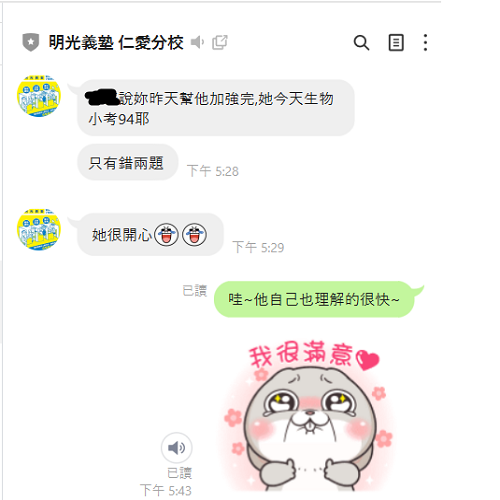 明光義塾 仁愛分校
說妳昨天幫他加強完,她今天生物
小考94耶
只有錯兩題
下午 5:28
她很開心
下午 5:29
已讀
哇~他自己也理解的很快~
我很滿意
已讀
下午 5:43